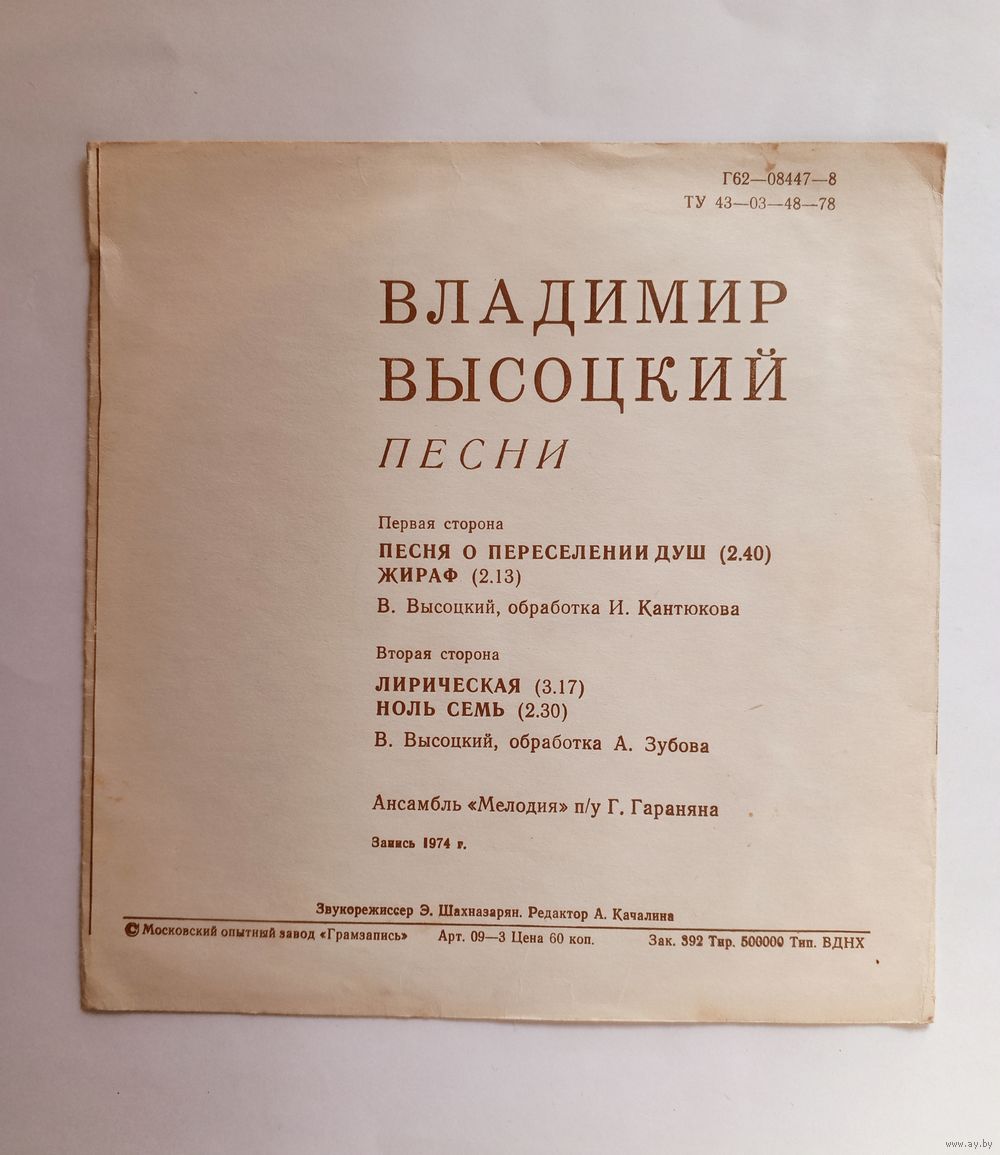 Г62—08447—8
ТУ 43—03—48—78
ВЛАДИМИР
ВЫСОЦКИЙ
ПЕСНИ
Первая сторона
ПЕСНЯ О ПЕРЕСЕЛЕНИИ ДУШ (2.40)
ЖИРАФ (2.13)
В. Высоцкий, обработка И. Кантюкова
Вторая сторона
ЛИРИЧЕСКАЯ (3.17)
НОЛЬ СЕМЬ (2.30)
В. Высоцкий, обработка А. Зубова
Ансамбль «Мелодия» п/у Г. Гараняна
Запись 1974 г.
Звукорежиссер Э. Шахназарян. Редактор А. Качалина
© Московский опытный завод «Грамзапись» Арт. 09—3 Цена 60 коп. Зак. 392 Тир. 500000 Тип. ВДНХ
www.ay.by